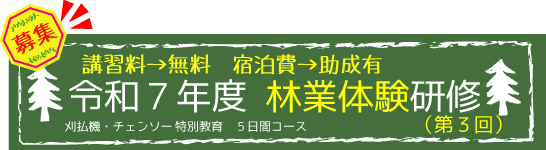 募集
講習料→無料　宿泊費→助成有
令和７年度 林業体験研修
刈払機・チェンソー特別教育　５日間コース
（第３回）